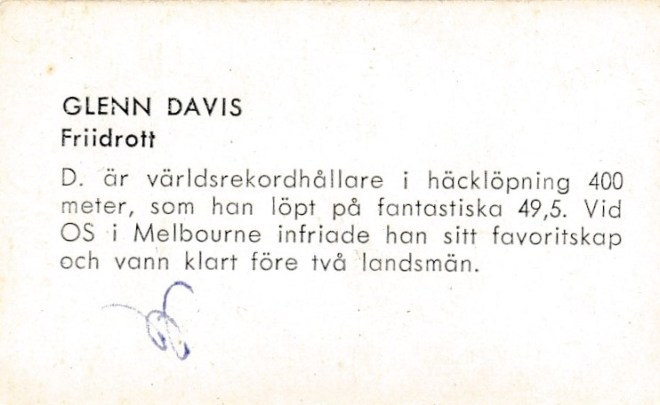 GLENN DAVIS
Friidrott
D. är världsrekordhållare i häcklöpning 400
meter, som han löpt på fantastiska 49,5. Vid
OS i Melbourne infriade han sitt favoritskap
och vann klart före två landsmän.